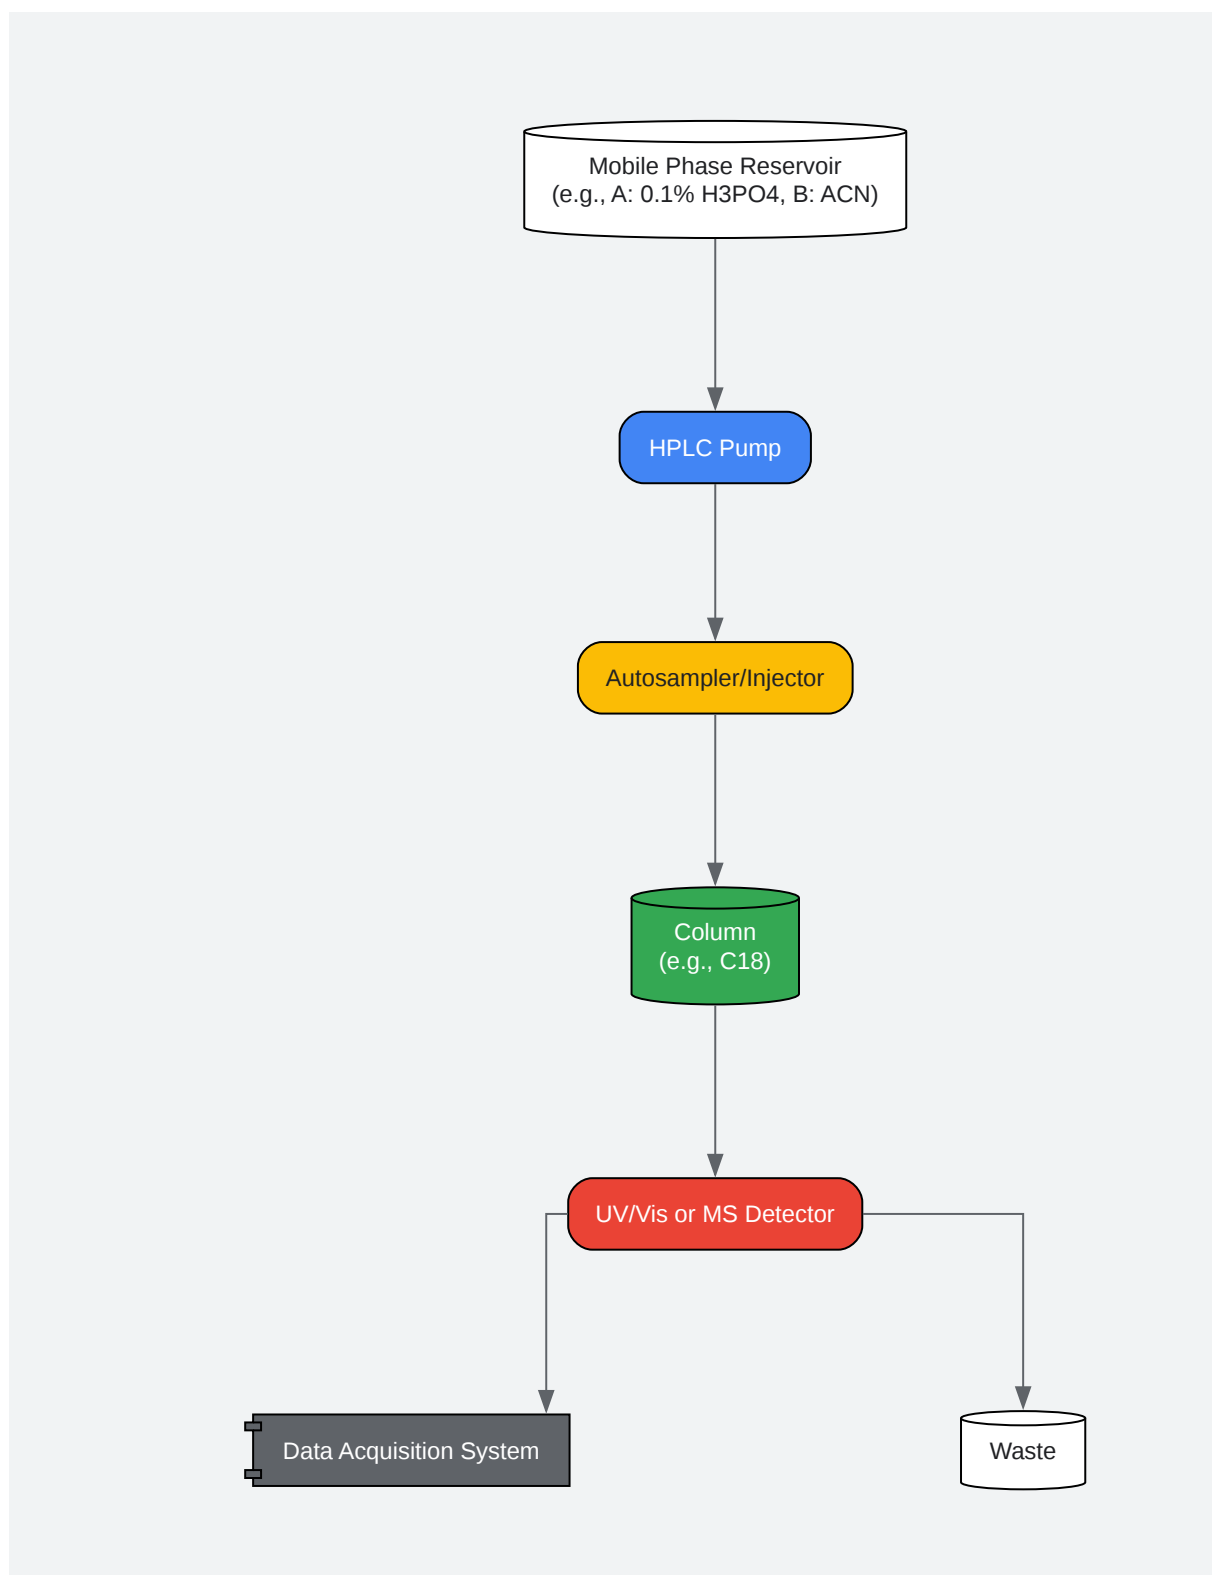 Mobile Phase Reservoir
(e.g., A: 0.1% H3PO4, B: ACN)
HPLC Pump
Autosampler/Injector
Column
(e.g., C18)
UV/Vis or MS Detector
Data Acquisition System
Waste